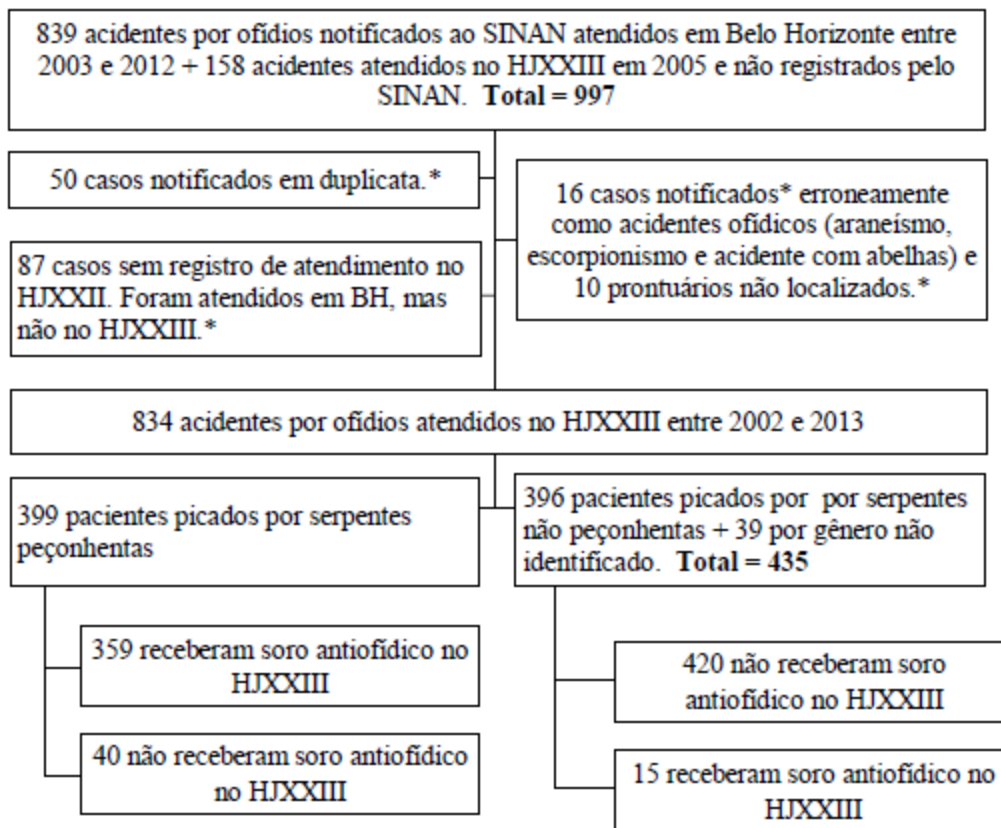 839 acidentes por ofídios notificados ao SINAN atendidos em Belo Horizonte entre
2003 e 2012 + 158 acidentes atendidos no HJXXIII em 2005 e não registrados pelo
SINAN. Total = 997
50 casos notificados em duplicata.*
16 casos notificados* erroneamente
como acidentes ofídicos (araneísmo,
escorpionismo e acidente com abelhas) e
10 prontuários não localizados.*
87 casos sem registro de atendimento no
HJXXII. Foram atendidos em BH, mas
não no HJXXIII.*
834 acidentes por ofídios atendidos no HJXXIII entre 2002 e 2013
399 pacientes picados por serpentes
peçonhentas
396 pacientes picados por por serpentes
não peçonhentas + 39 por gênero não
identificado. Total = 435
359 receberam soro antiofídico no
HJXXIII
40 não receberam soro antiofídico
no HJXXIII
420 não receberam soro
antiofídico no HJXXIII
15 receberam soro antiofídico no
HJXXIII